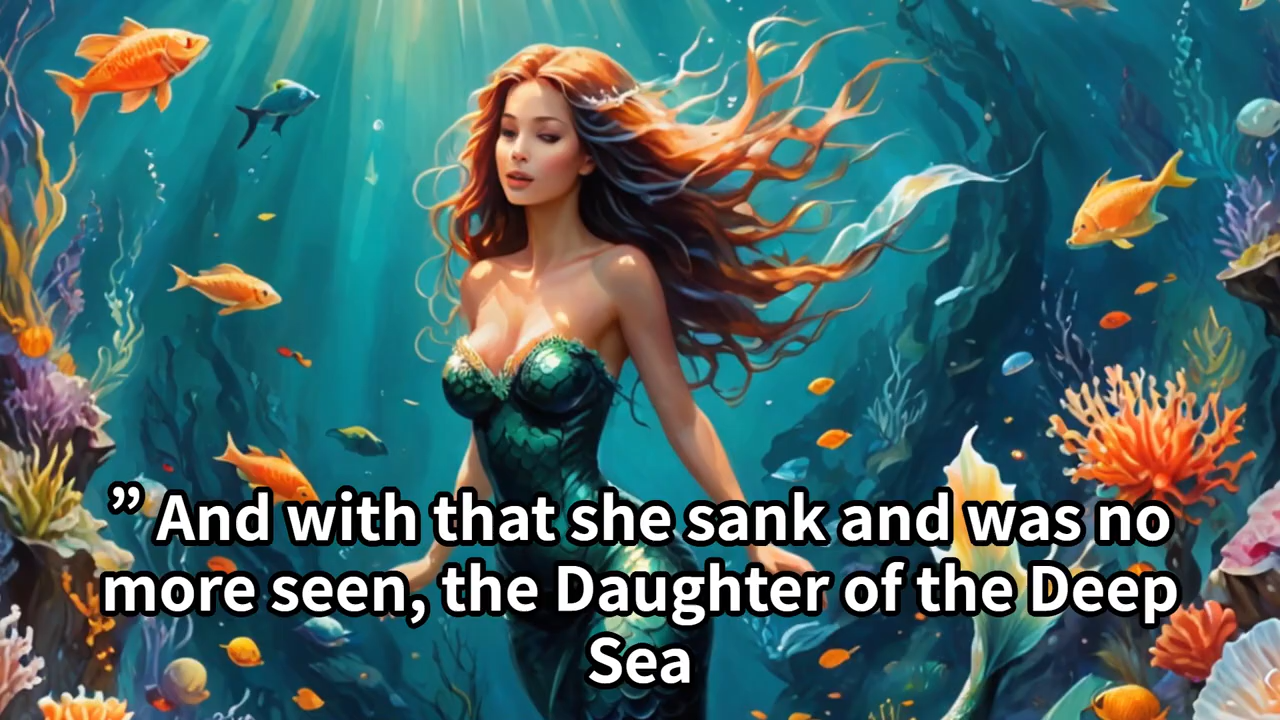 ” And with that she sank and was no
more seen, the Daughter of the Deep
Sea